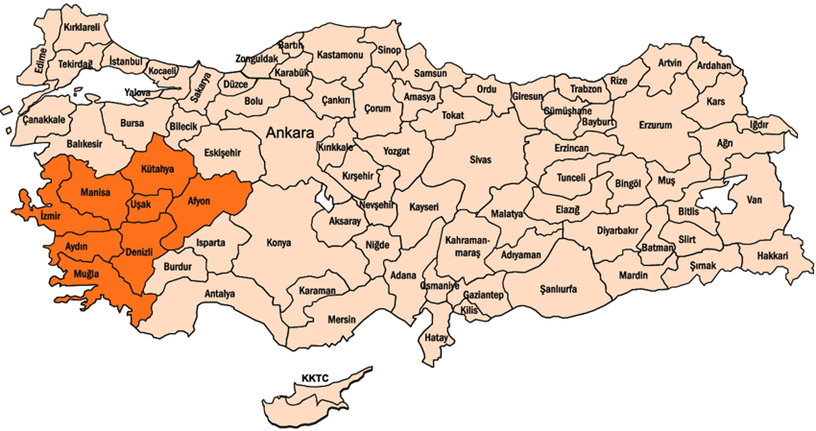 Kırklareli
Edirne
Tekirdağ
İstanbul
Kocaeli
Yalova
Sakarya
Düzce
Zonguldak
Bartın
Karabük
Kastamonu
Sinop
Samsun
Ordu
Giresun
Trabzon
Rize
Artvin
Ardahan
Kars
Iğdır
Çanakkale
Balıkesir
Bursa
Bilecik
Bolu
Çankırı
Çorum
Amasya
Tokat
Gümüşhane
Bayburt
Erzurum
Ağrı
Eskişehir
Ankara
Kırıkkale
Yozgat
Sivas
Erzincan
Kırşehir
Tunceli
Bingöl
Muş
Bitlis
Van
Kütahya
Manisa
Uşak
Afyon
İzmir
Aydın
Denizli
Muğla
Isparta
Burdur
Antalya
Konya
Aksaray
Nevşehir
Kayseri
Niğde
Karaman
Mersin
Adana
Kahraman-
maraş
Malatya
Elazığ
Adıyaman
Diyarbakır
Batman
Siirt
Şırnak
Hakkari
Mardin
Şanlıurfa
Osmaniye
Gaziantep
Kilis
Hatay
KKTC